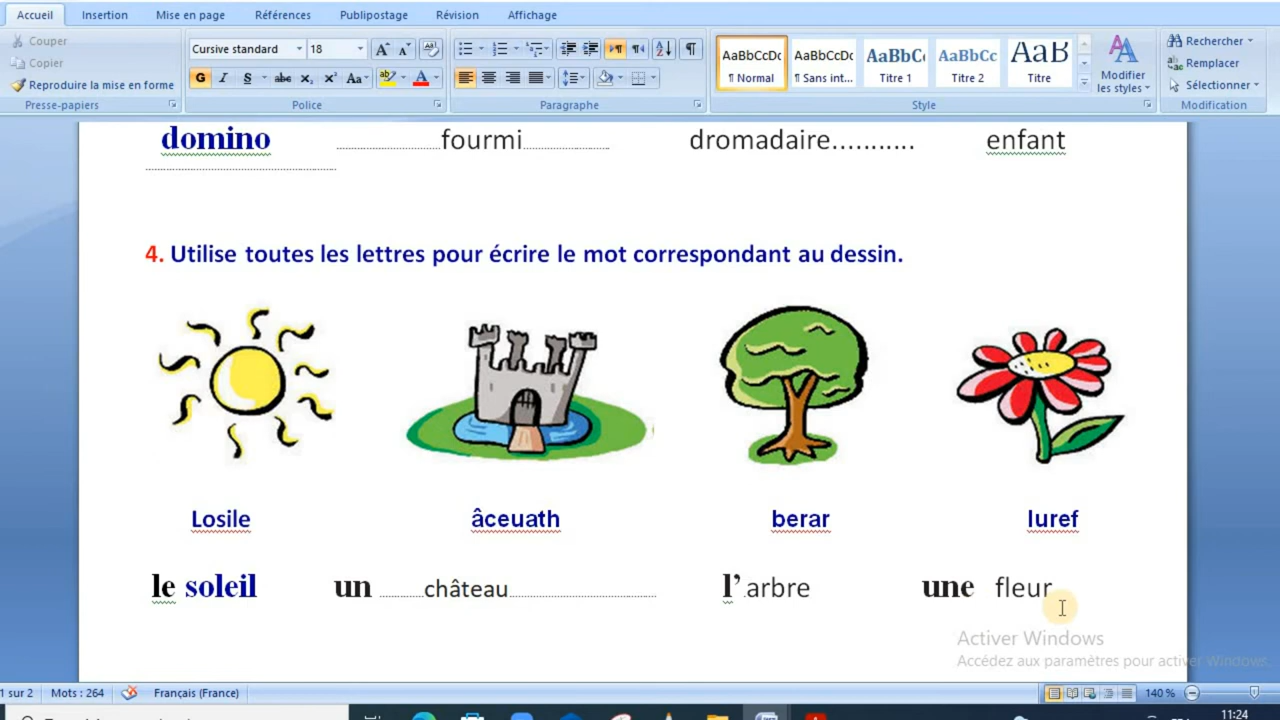 Accueil Insertion Mise en page Références Publipostage Révision Affichage
Couper
Copier
Reproduire la mise en forme
Presse-papiers
Cursive standard 18
G I S abc x₂ x² Aa
Police
Paragraphe
AaBbCcDc AaBbCcDc AaBbC AaBbCc AaB
¶ Normal ¶ Sans int... Titre 1 Titre 2 Titre
Modifier les styles
Style
Rechercher
Remplacer
Sélectionner
Modification
domino ..........fourmi.......... dromadaire.......... enfant
..........
4. Utilise toutes les lettres pour écrire le mot correspondant au dessin.
Losile âceuath berar luref
le soleil un ..........château.......... l’ arbre une fleur
Activer Windows
Accédez aux paramètres pour activer Windows.
1 sur 2 Mots : 264 Français (France) 140 %
11:24